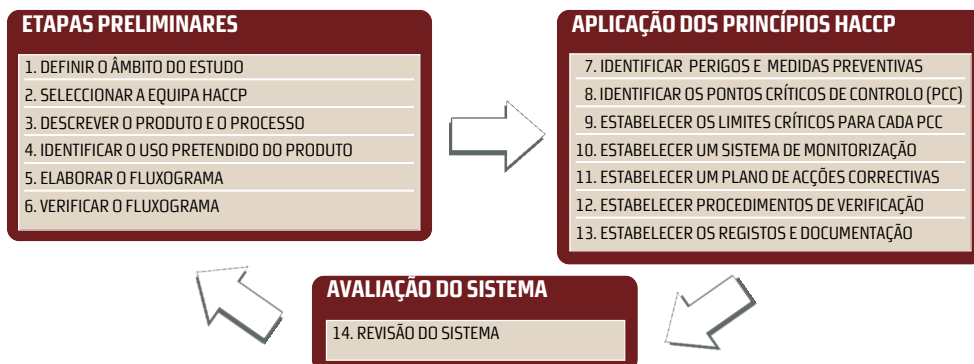 ETAPAS PRELIMINARES
1. DEFINIR O ÂMBITO DO ESTUDO
2. SELECCIONAR A EQUIPA HACCP
3. DESCREVER O PRODUTO E O PROCESSO
4. IDENTIFICAR O USO PRETENDIDO DO PRODUTO
5. ELABORAR O FLUXOGRAMA
6. VERIFICAR O FLUXOGRAMA
APLICAÇÃO DOS PRINCÍPIOS HACCP
7. IDENTIFICAR PERIGOS E MEDIDAS PREVENTIVAS
8. IDENTIFICAR OS PONTOS CRÍTICOS DE CONTROLO (PCC)
9. ESTABELECER OS LIMITES CRÍTICOS PARA CADA PCC
10. ESTABELECER UM SISTEMA DE MONITORIZAÇÃO
11. ESTABELECER UM PLANO DE ACÇÕES CORRECTIVAS
12. ESTABELECER PROCEDIMENTOS DE VERIFICAÇÃO
13. ESTABELECER OS REGISTOS E DOCUMENTAÇÃO
AVALIAÇÃO DO SISTEMA
14. REVISÃO DO SISTEMA